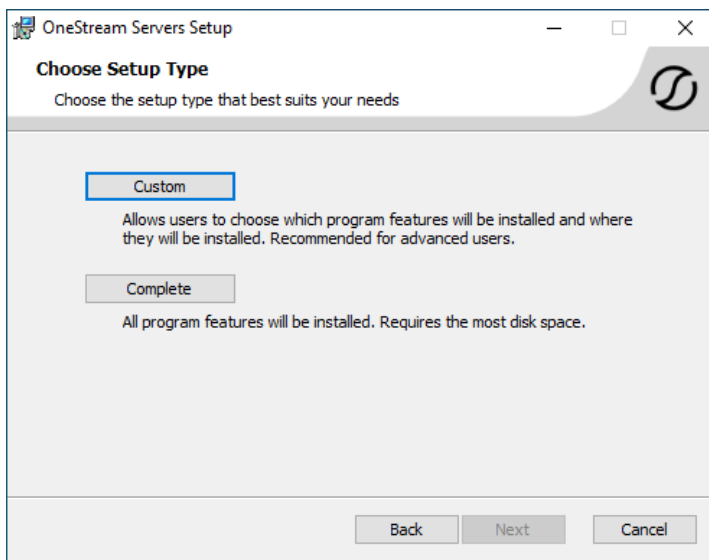 OneStream Servers Setup
Choose Setup Type
Choose the setup type that best suits your needs
Custom
Allows users to choose which program features will be installed and where
they will be installed. Recommended for advanced users.
Complete
All program features will be installed. Requires the most disk space.
Back Next Cancel